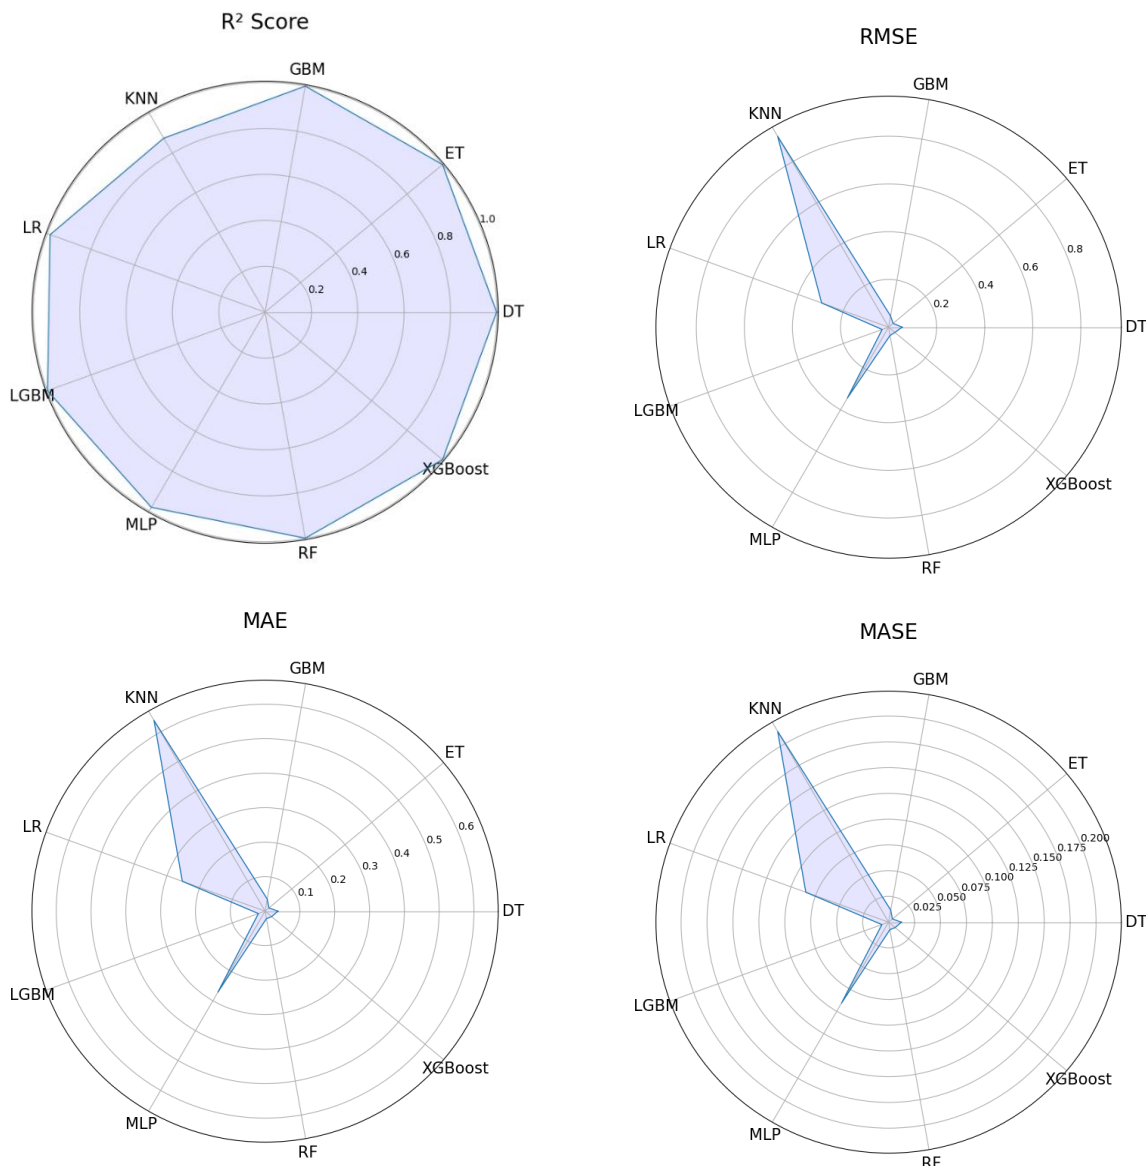 R² Score
GBM
KNN
ET
LR
1.0
0.8
0.6
0.4
0.2
DT
LGBM
XGBoost
MLP
RF
RMSE
GBM
KNN
ET
LR
0.8
0.6
0.4
0.2
DT
LGBM
XGBoost
MLP
RF
MAE
GBM
KNN
ET
LR
0.6
0.5
0.4
0.3
0.2
0.1
DT
LGBM
XGBoost
MLP
RF
MASE
GBM
KNN
ET
LR
0.200
0.175
0.150
0.125
0.100
0.075
0.050
0.025
DT
LGBM
XGBoost
MLP
RF